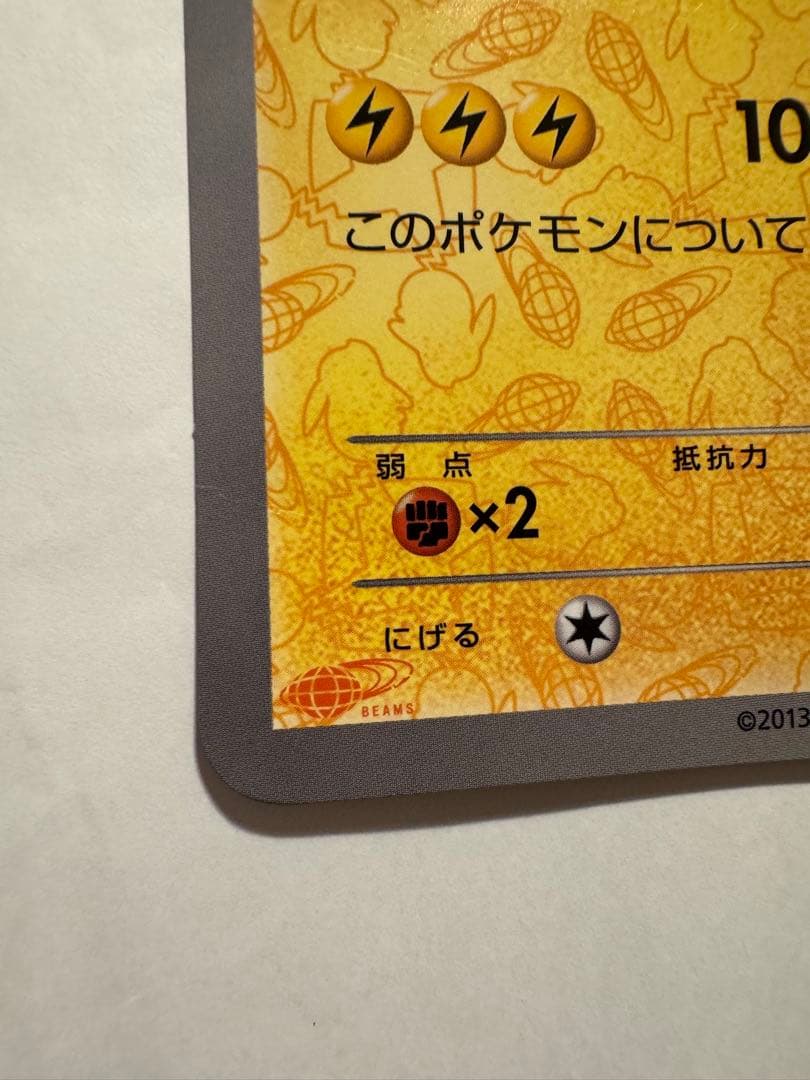 10
このポケモンについて
弱点 抵抗力
×2
にげる
BEAMS
©2013